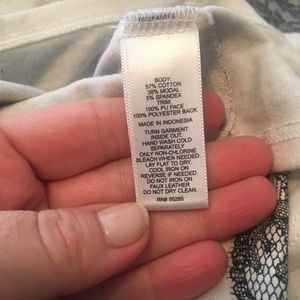 BODY:
57% COTTON
38% MODAL
5% SPANDEX
TRIM:
100% PU FACE
100% POLYESTER BACK
MADE IN INDONESIA
TURN GARMENT
INSIDE OUT
HAND WASH COLD
SEPARATELY
ONLY NON-CHLORINE
BLEACH WHEN NEEDED.
LAY FLAT TO DRY.
COOL IRON ON
REVERSE IF NEEDED.
DO NOT IRON ON
FAUX LEATHER
DO NOT DRY CLEAN.
RN# 55285